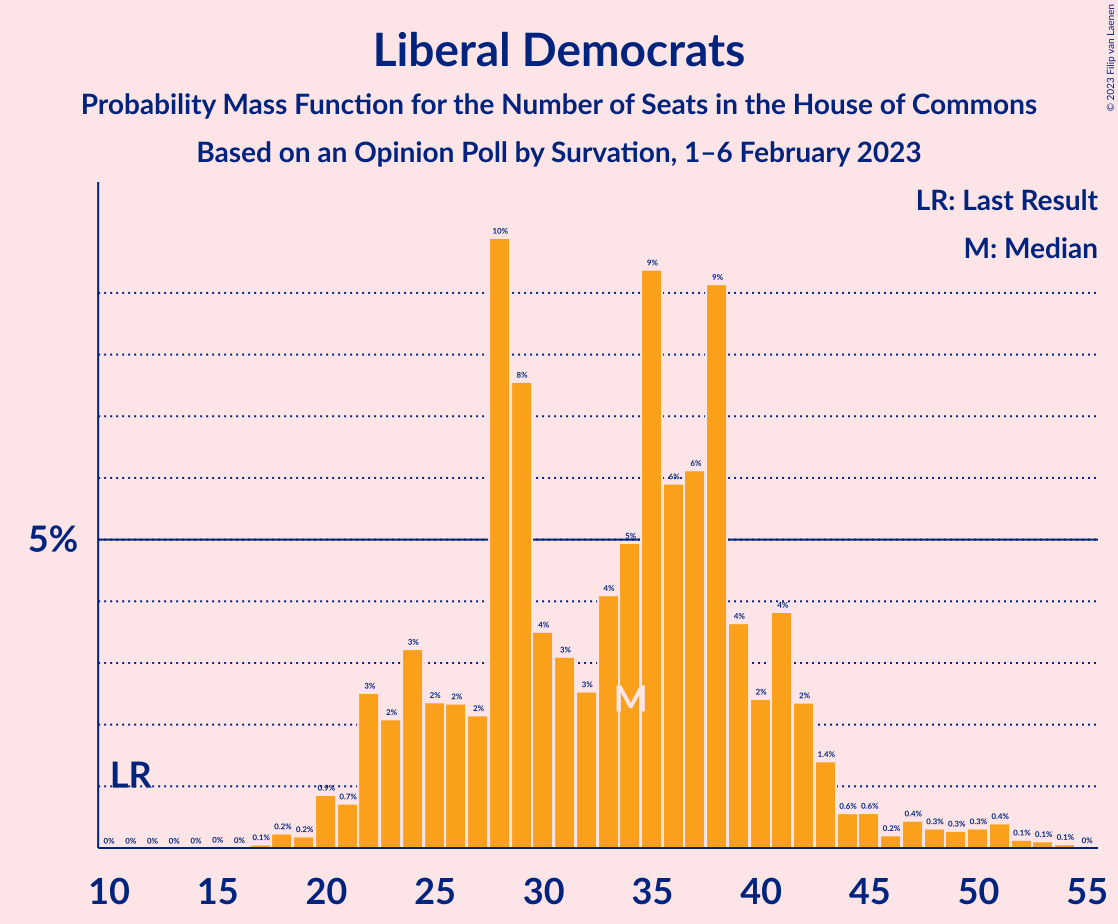 Liberal Democrats
Probability Mass Function for the Number of Seats in the House of Commons
Based on an Opinion Poll by Survation, 1–6 February 2023
© 2023 Filip van Laenen
LR: Last Result
M: Median
5%
LR
M
0% 0% 0% 0% 0% 0% 0% 0.1% 0.2% 0.2% 0.9% 0.7% 3% 2% 3% 2% 2% 2% 10% 8% 4% 3% 3% 4% 5% 9% 6% 6% 9% 4% 2% 4% 2% 1.4% 0.6% 0.6% 0.2% 0.4% 0.3% 0.3% 0.3% 0.4% 0.1% 0.1% 0.1% 0%
10 15 20 25 30 35 40 45 50 55